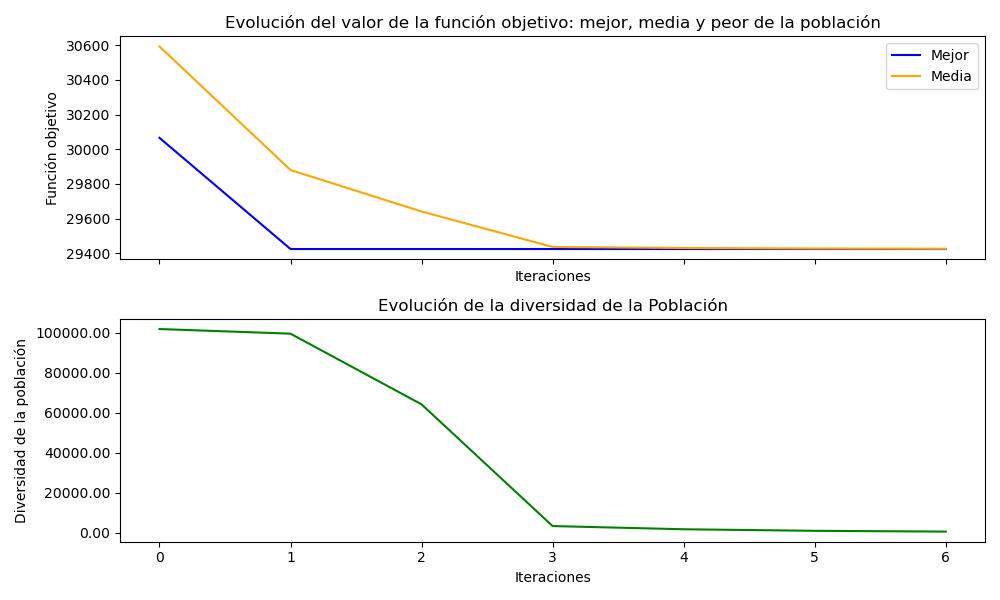 Evolución del valor de la función objetivo: mejor, media y peor de la población
30600
30400
30200
30000
29800
29600
29400
Función objetivo
Mejor
Media
Iteraciones
Evolución de la diversidad de la Población
100000.00
80000.00
60000.00
40000.00
20000.00
0.00
Diversidad de la población
0 1 2 3 4 5 6
Iteraciones